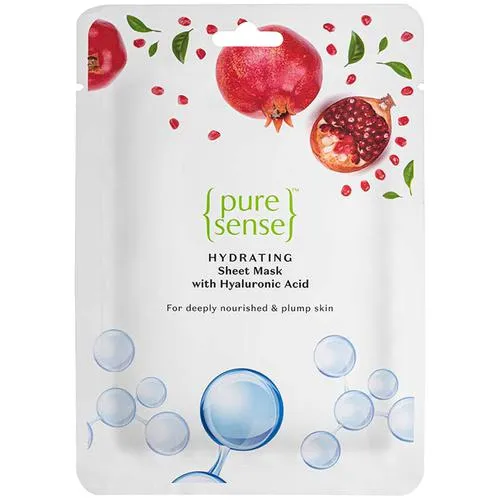 {pure
sense}™
HYDRATING
Sheet Mask
with Hyaluronic Acid
For deeply nourished & plump skin